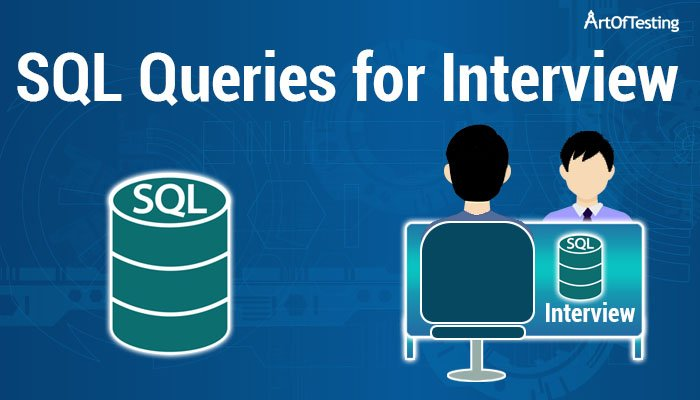 ArtOfTesting
SQL Queries for Interview
SQL
SQL
Interview